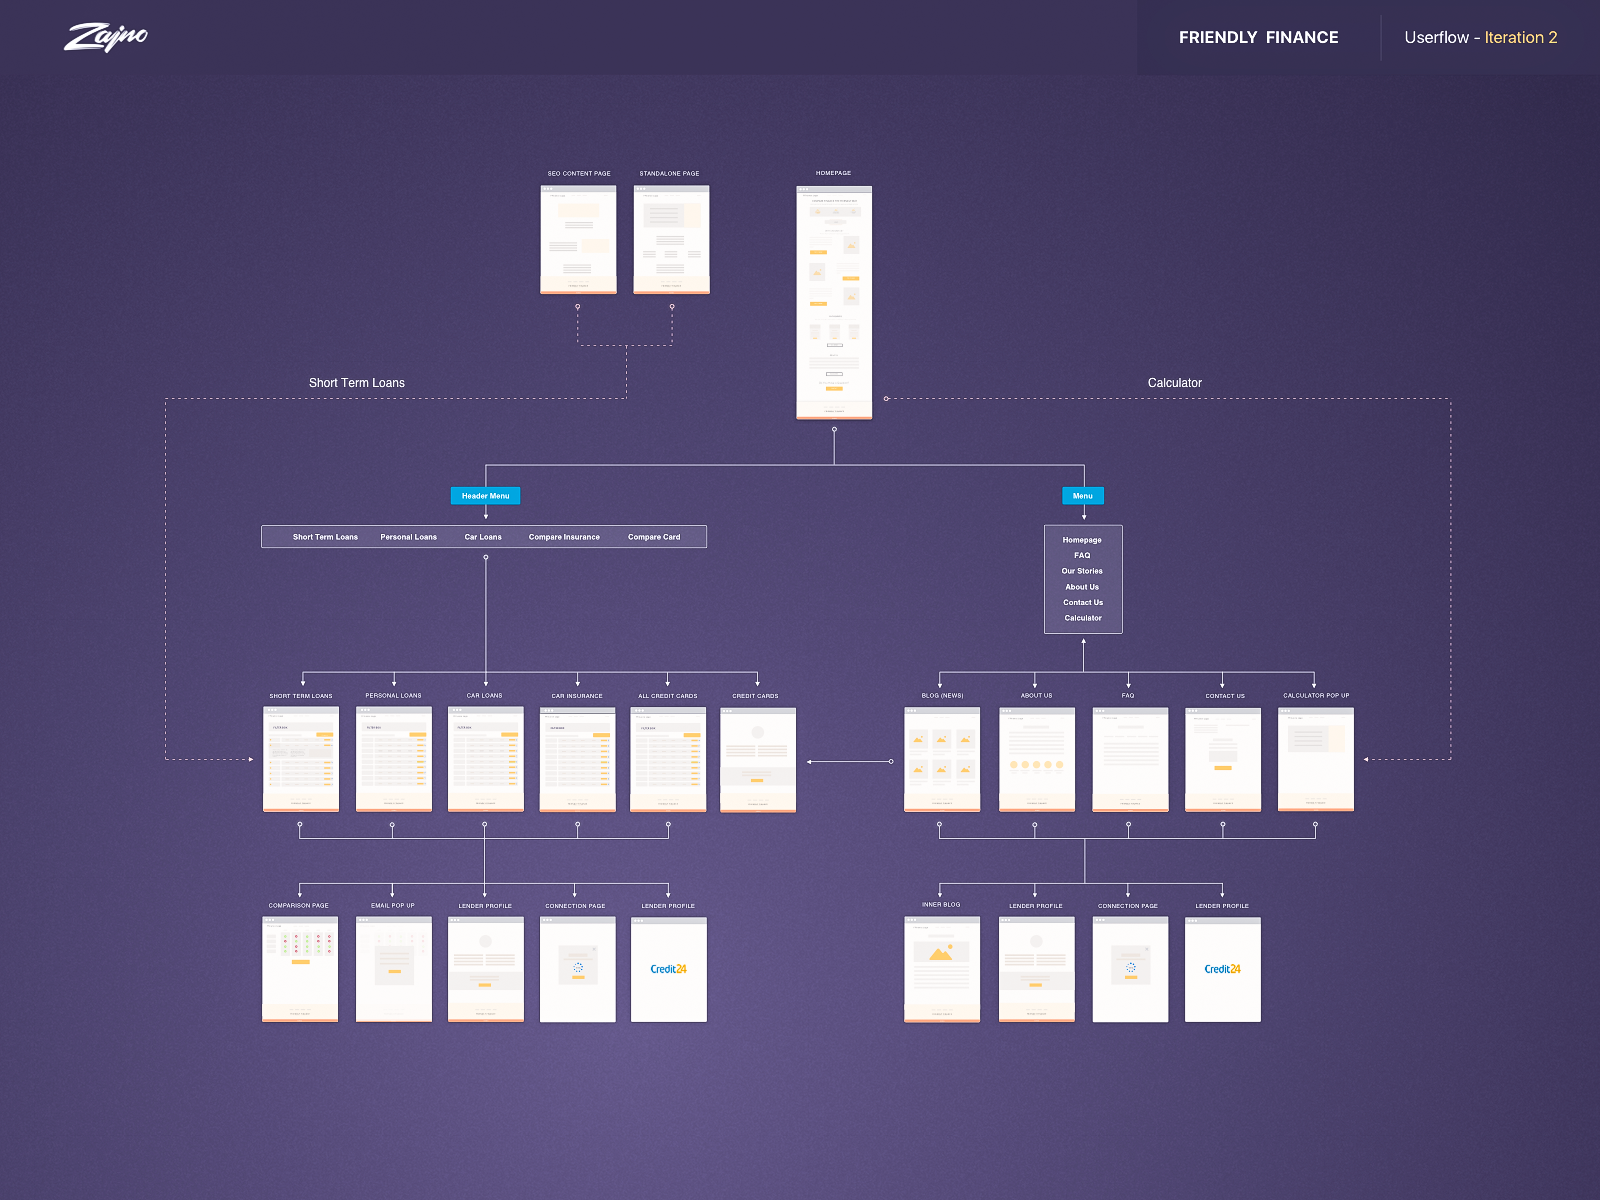 Zajno
FRIENDLY FINANCE
Userflow - Iteration 2
SEO CONTENT PAGE
STANDALONE PAGE
HOMEPAGE
Short Term Loans
Calculator
Header Menu
Menu
Short Term Loans
Personal Loans
Car Loans
Compare Insurance
Compare Card
Homepage
FAQ
Our Stories
About Us
Contact Us
Calculator
SHORT TERM LOANS
PERSONAL LOANS
CAR LOANS
CAR INSURANCE
ALL CREDIT CARDS
CREDIT CARDS
BLOG (NEWS)
ABOUT US
FAQ
CONTACT US
CALCULATOR POP UP
COMPARISON PAGE
EMAIL POP UP
LENDER PROFILE
CONNECTION PAGE
LENDER PROFILE
Credit24
INNER BLOG
LENDER PROFILE
CONNECTION PAGE
LENDER PROFILE
Credit24